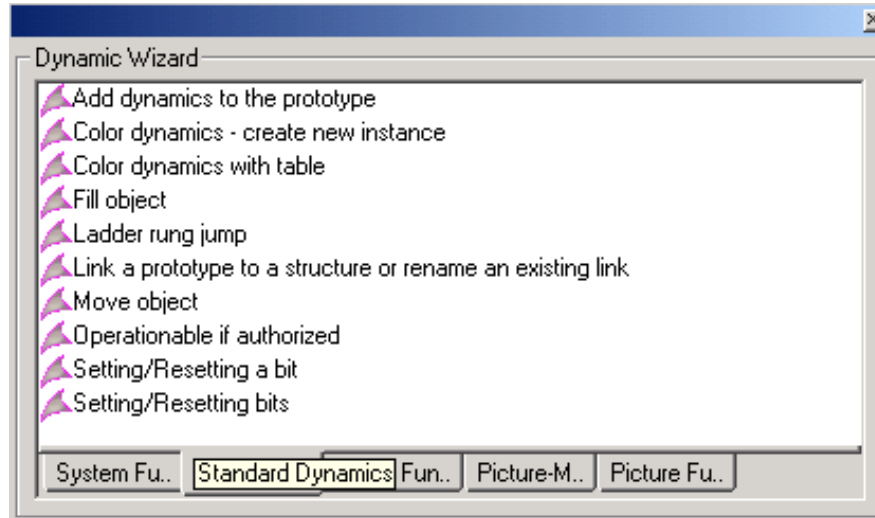 Dynamic Wizard
Add dynamics to the prototype
Color dynamics - create new instance
Color dynamics with table
Fill object
Ladder rung jump
Link a prototype to a structure or rename an existing link
Move object
Operationable if authorized
Setting/Resetting a bit
Setting/Resetting bits
System Fu.. Standard Dynamics Fun.. Picture-M.. Picture Fu..